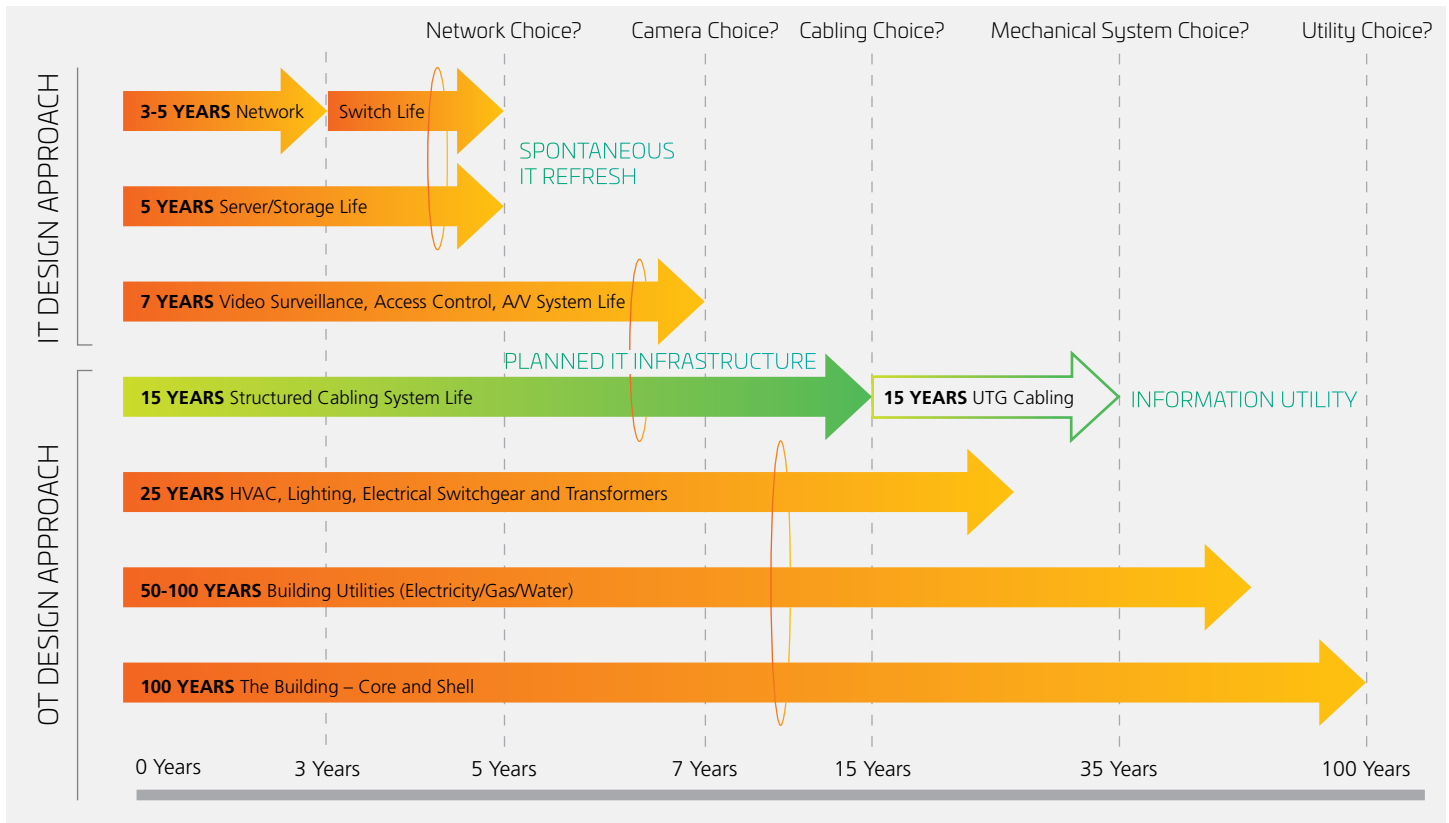 Network Choice?
Camera Choice?
Cabling Choice?
Mechanical System Choice?
Utility Choice?
IT DESIGN APPROACH
3-5 YEARS Network
Switch Life
SPONTANEOUS
IT REFRESH
5 YEARS Server/Storage Life
7 YEARS Video Surveillance, Access Control, A/V System Life
OT DESIGN APPROACH
PLANNED IT INFRASTRUCTURE
15 YEARS Structured Cabling System Life
15 YEARS UTG Cabling
INFORMATION UTILITY
25 YEARS HVAC, Lighting, Electrical Switchgear and Transformers
50-100 YEARS Building Utilities (Electricity/Gas/Water)
100 YEARS The Building – Core and Shell
0 Years
3 Years
5 Years
7 Years
15 Years
35 Years
100 Years